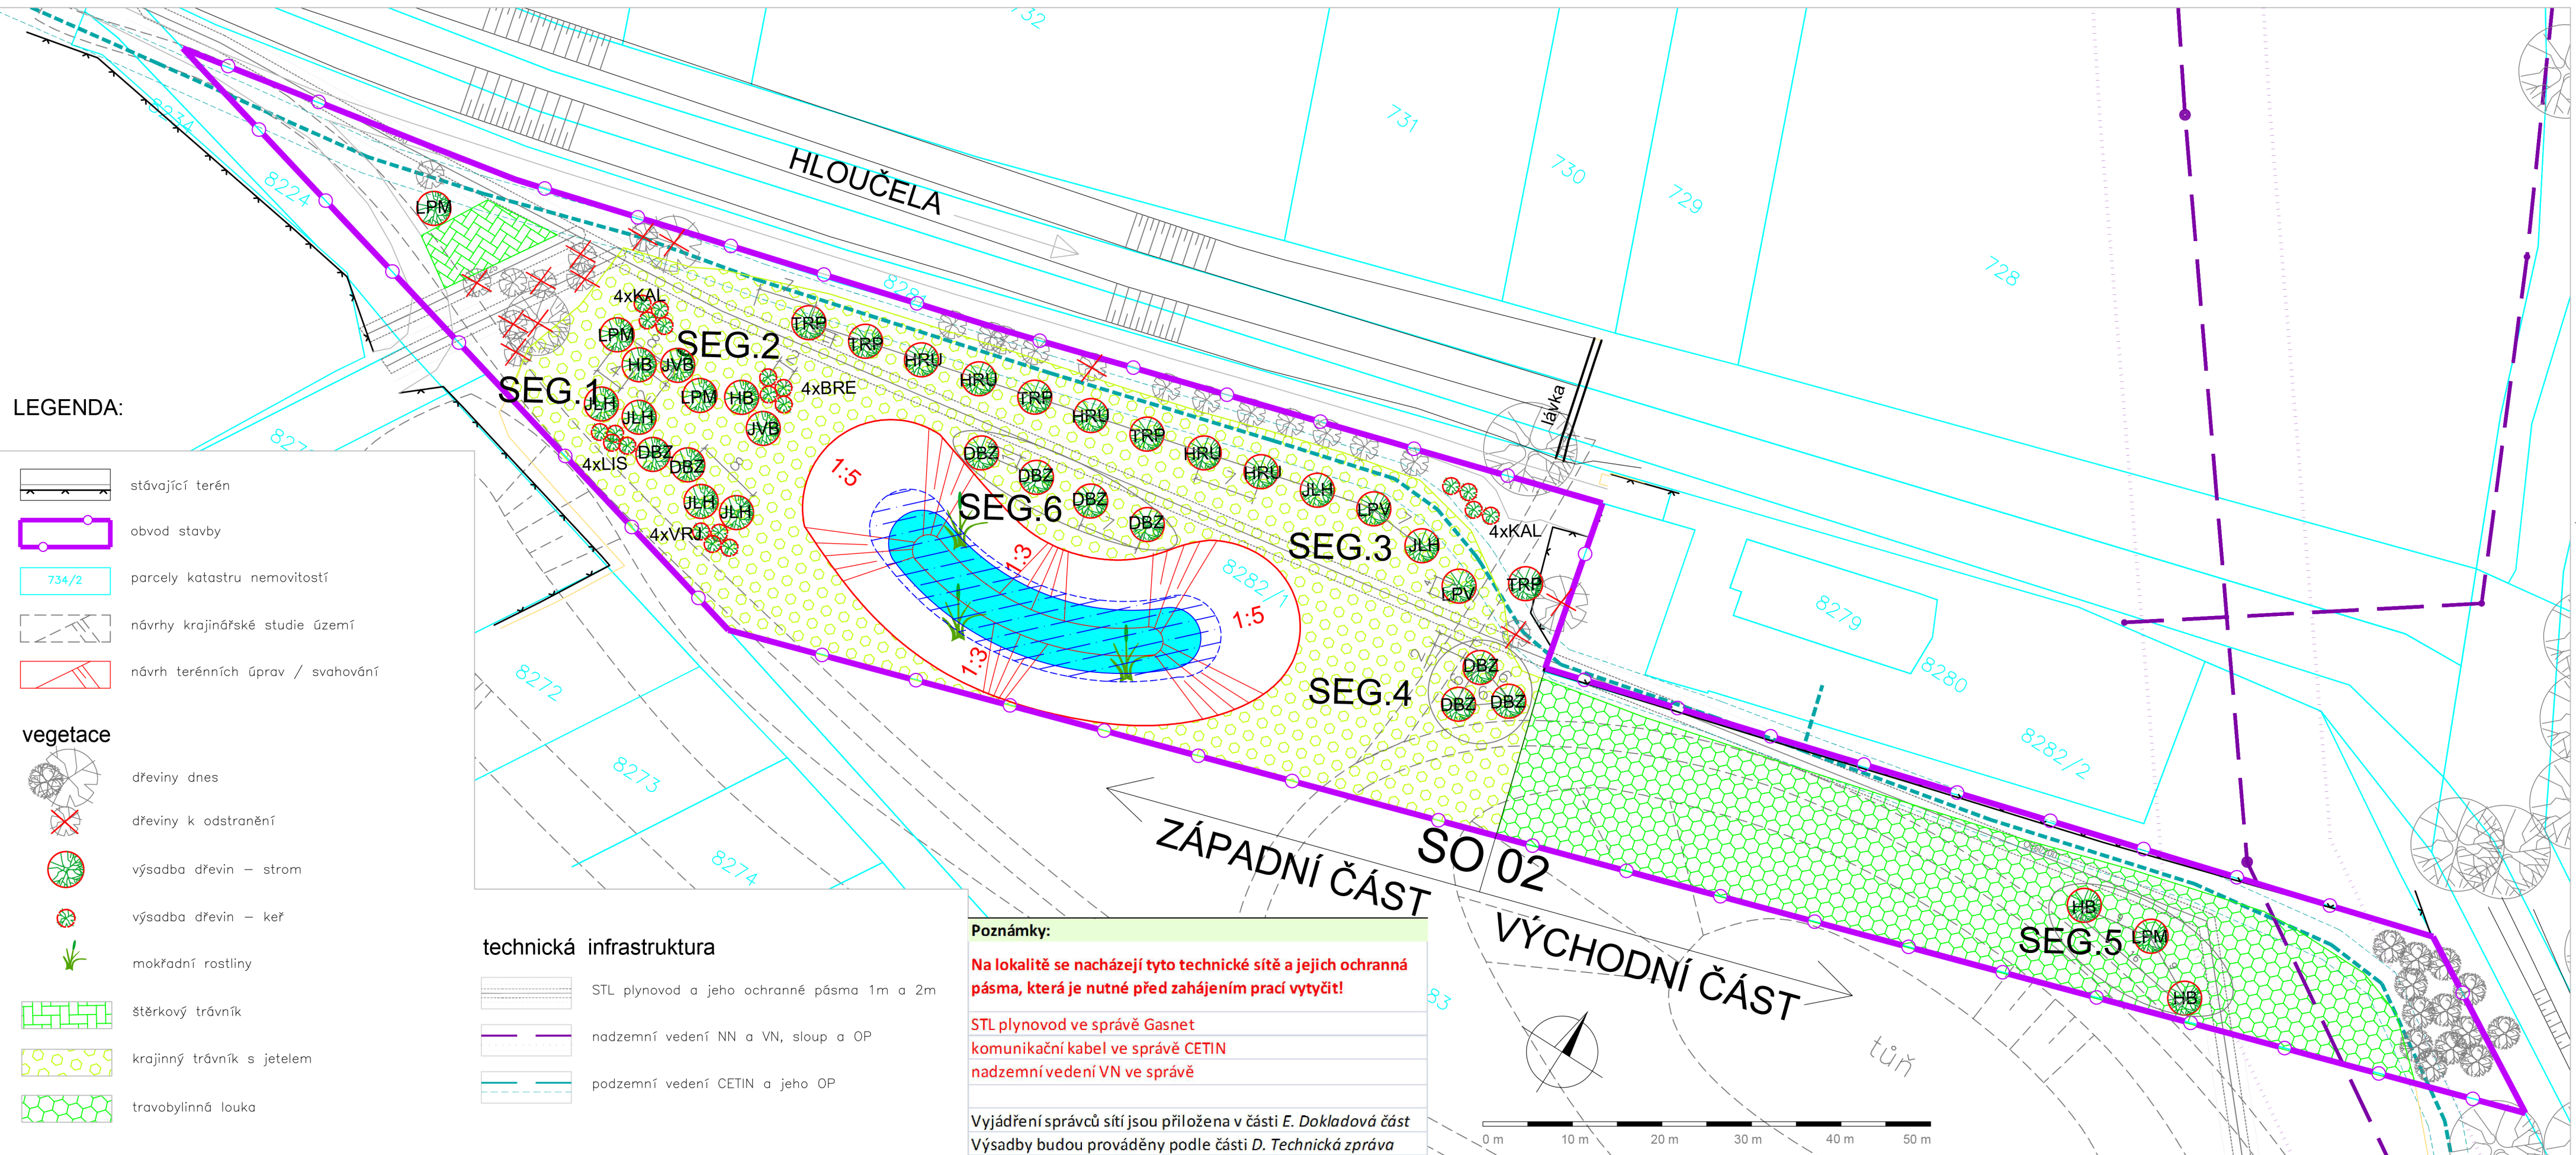 732
731
730
729
728
8234
8224
HLOUČELA
8281
LPM
4xKAL
TRP
TRP
LPM
SEG.2
HRU
HB
JVB
HRU
4xBRE
SEG.1
LPM
HB
TRP
JLH
JLH
HRU
JVB
TRP
lávka
DBZ
DBZ
4xLIS
1:5
DBZ
HRU
HRU
DBZ
JLH
JLH
JLH
SEG.6
DBZ
LPV
4xVRJ
DBZ
4xKAL
SEG.3
JLH
1:3
8282/1
LPV
TRP
1:5
1:3
DBZ
SEG.4
DBZ
DBZ
8279
8280
8282/2
8272
8273
8274
ZÁPADNÍ ČÁST
SO 02
VÝCHODNÍ ČÁST
HB
SEG.5
LPM
HB
tůň
83
LEGENDA:
stávající terén
obvod stavby
734/2
parcely katastru nemovitostí
návrhy krajinářské studie území
návrh terénních úprav / svahování
vegetace
dřeviny dnes
dřeviny k odstranění
výsadba dřevin – strom
výsadba dřevin – keř
mokřadní rostliny
štěrkový trávník
krajinný trávník s jetelem
travobylinná louka
technická infrastruktura
STL plynovod a jeho ochranné pásma 1m a 2m
nadzemní vedení NN a VN, sloup a OP
podzemní vedení CETIN a jeho OP
Poznámky:
Na lokalitě se nacházejí tyto technické sítě a jejich ochranná
pásma, která je nutné před zahájením prací vytyčit!
STL plynovod ve správě Gasnet
komunikační kabel ve správě CETIN
nadzemní vedení VN ve správě
Vyjádření správců sítí jsou přiložena v části E. Dokladová část
Výsadby budou prováděny podle části D. Technická zpráva
0 m 10 m 20 m 30 m 40 m 50 m